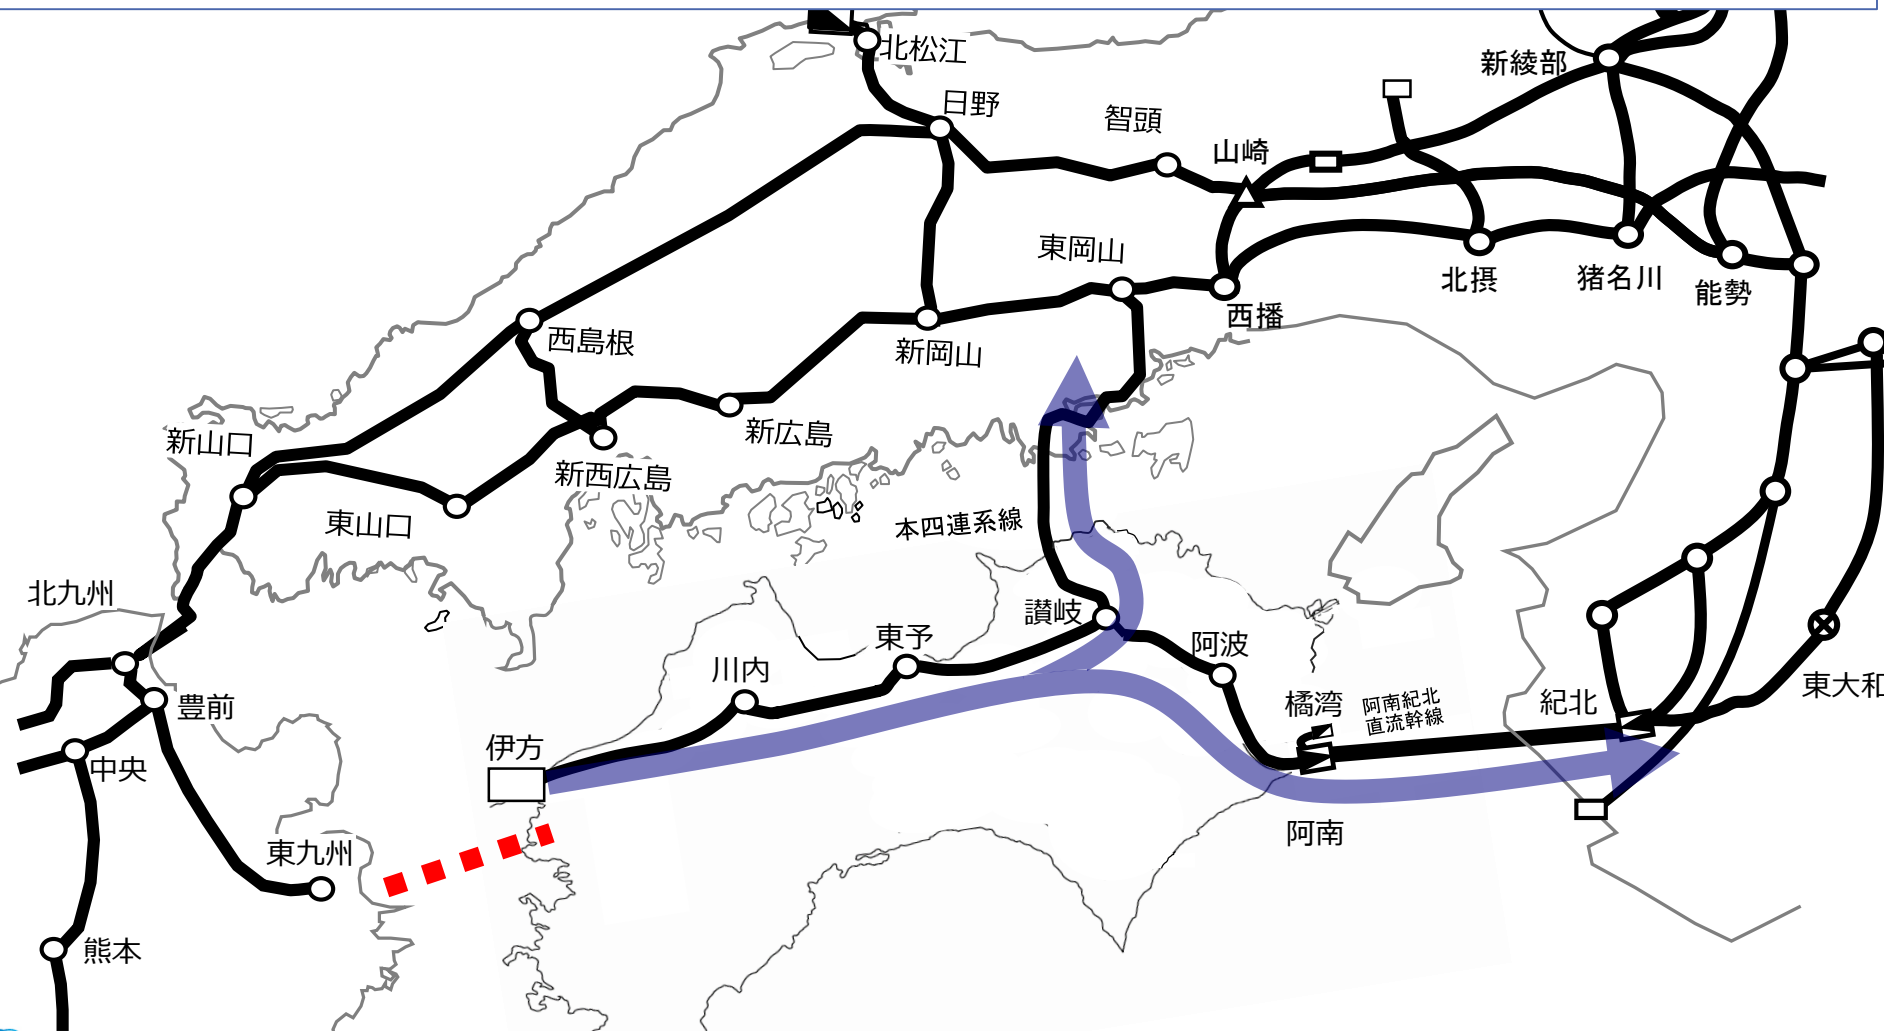 北松江
新綾部
日野
智頭
山崎
東岡山
北摂
猪名川
能勢
西播
西島根
新岡山
新広島
新山口
新西広島
東山口
本四連系線
北九州
讃岐
東予
阿波
川内
橘湾
阿南紀北
直流幹線
紀北
東大和
豊前
伊方
中央
阿南
東九州
熊本